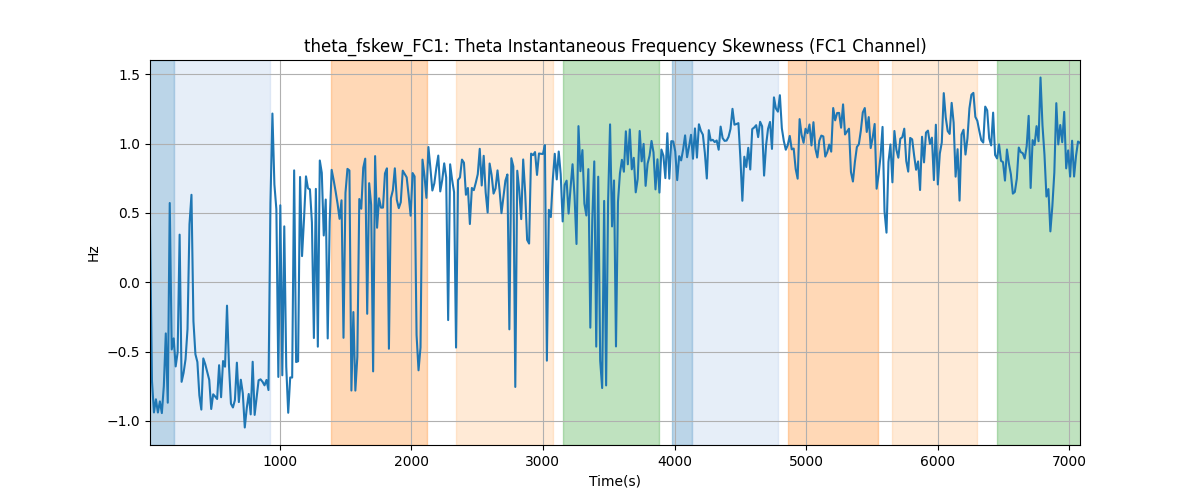 theta_fskew_FC1: Theta Instantaneous Frequency Skewness (FC1 Channel)
1.5
1.0
0.5
0.0
−0.5
−1.0
Hz
1000 2000 3000 4000 5000 6000 7000
Time(s)